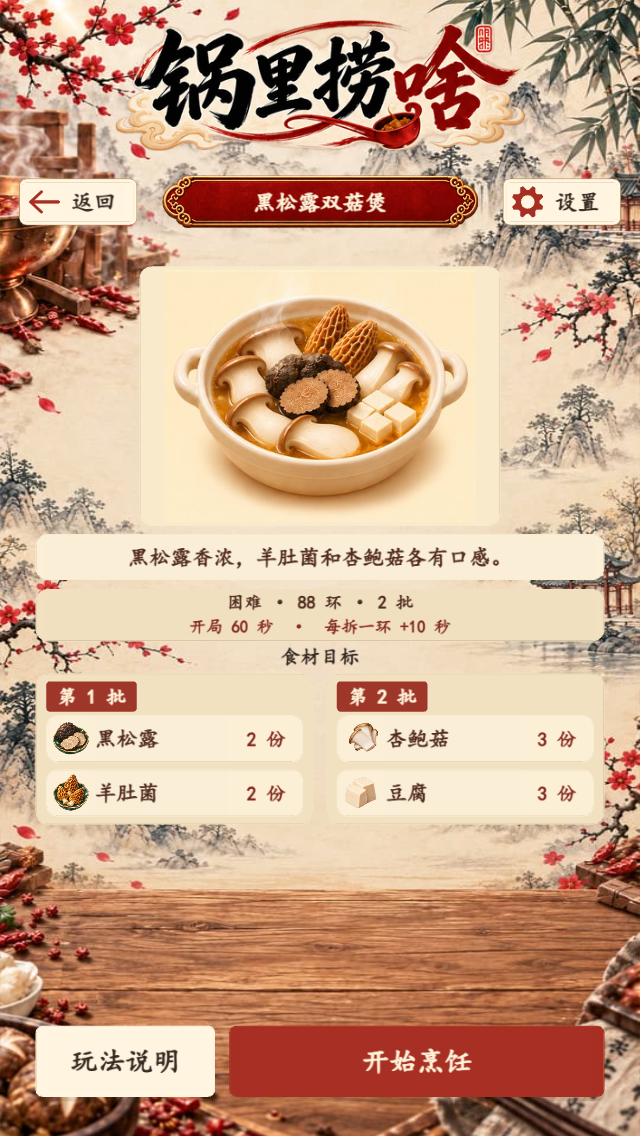 锅里捞啥
返回
黑松露双菇煲
设置
黑松露香浓，羊肚菌和杏鲍菇各有口感。
困难 · 88 环 · 2 批
开局 60 秒 · 每拆一环 +10 秒
食材目标
第 1 批
第 2 批
黑松露 2 份
杏鲍菇 3 份
羊肚菌 2 份
豆腐 3 份
玩法说明
开始烹饪